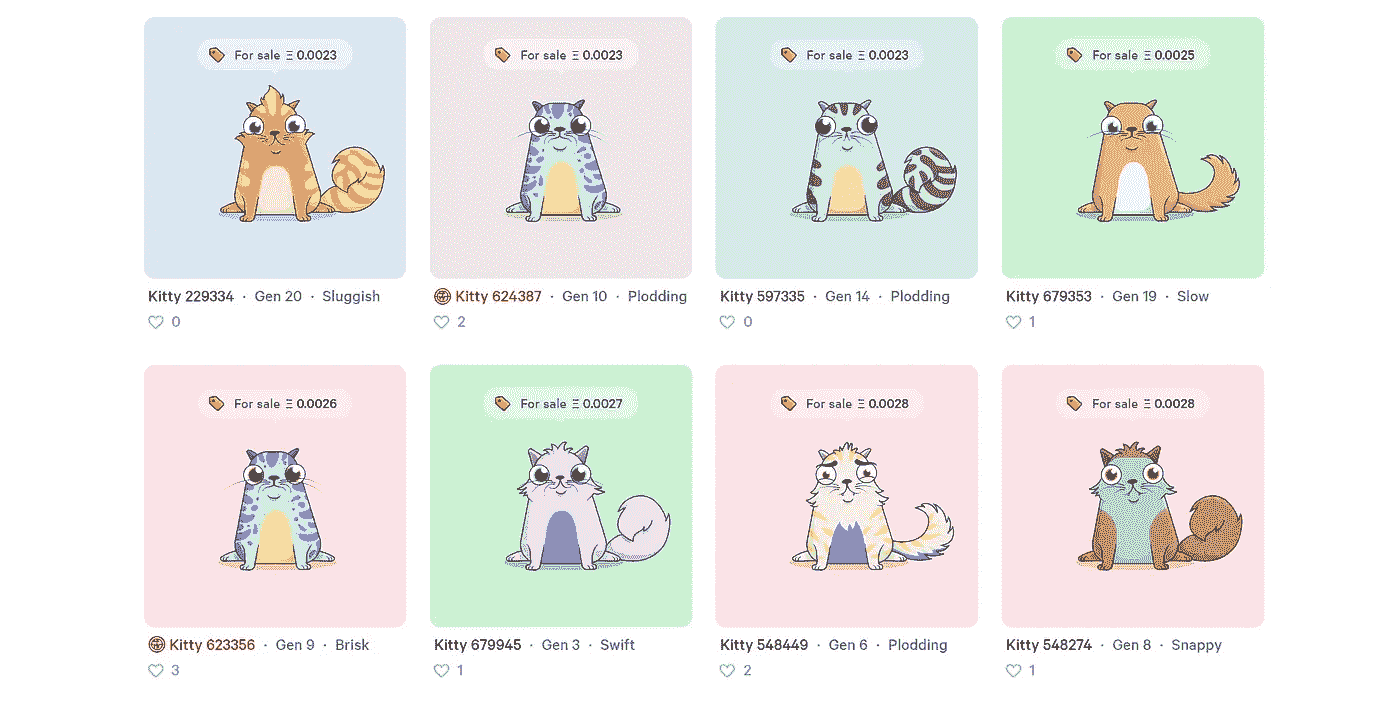 For sale Ξ 0.0023
For sale Ξ 0.0023
For sale Ξ 0.0023
For sale Ξ 0.0025
Kitty 229334 · Gen 20 · Sluggish
Kitty 624387 · Gen 10 · Plodding
Kitty 597335 · Gen 14 · Plodding
Kitty 679353 · Gen 19 · Slow
0
2
0
1
For sale Ξ 0.0026
For sale Ξ 0.0027
For sale Ξ 0.0028
For sale Ξ 0.0028
Kitty 623356 · Gen 9 · Brisk
Kitty 679945 · Gen 3 · Swift
Kitty 548449 · Gen 6 · Plodding
Kitty 548274 · Gen 8 · Snappy
3
1
2
1